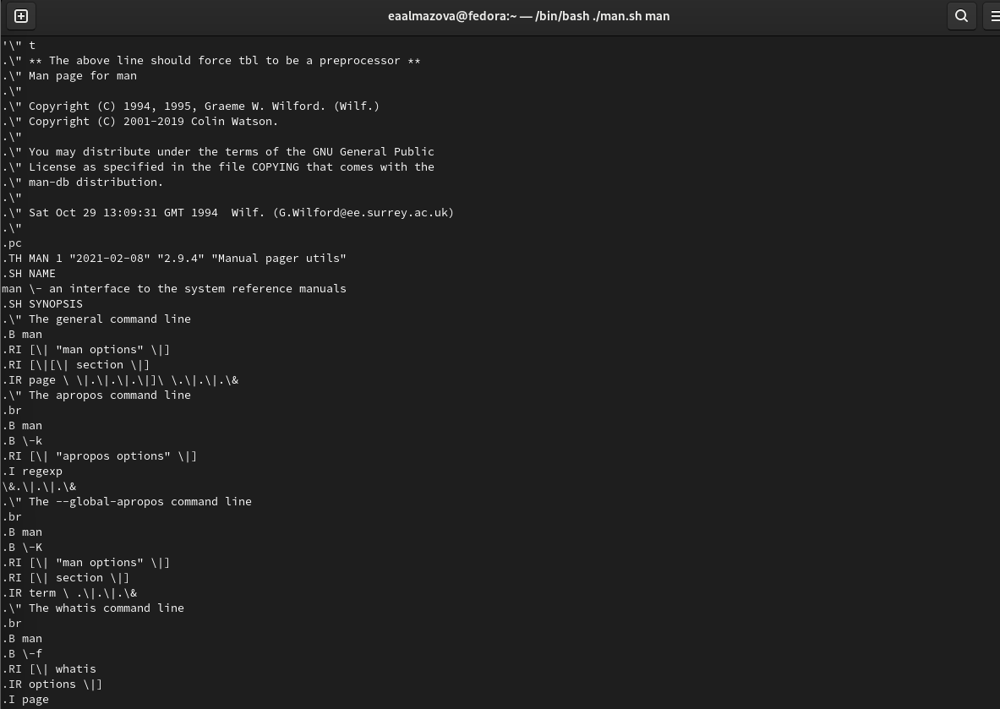 eaalmazova@fedora:~ — /bin/bash ./man.sh man
'\" t
.\" ** The above line should force tbl to be a preprocessor **
.\" Man page for man
.\"
.\" Copyright (C) 1994, 1995, Graeme W. Wilford. (Wilf.)
.\" Copyright (C) 2001-2019 Colin Watson.
.\"
.\" You may distribute under the terms of the GNU General Public
.\" License as specified in the file COPYING that comes with the
.\" man-db distribution.
.\"
.\" Sat Oct 29 13:09:31 GMT 1994  Wilf. (G.Wilford@ee.surrey.ac.uk)
.\"
.pc
.TH MAN 1 "2021-02-08" "2.9.4" "Manual pager utils"
.SH NAME
man \- an interface to the system reference manuals
.SH SYNOPSIS
.\" The general command line
.B man
.RI [\| "man options" \|]
.RI [\|[\| section \|]
.IR page \ \|.\|.\|.\|]\ \.\|.\|.\&
.\" The apropos command line
.br
.B man
.B \-k
.RI [\| "apropos options" \|]
.I regexp
\&.\|.\|.\&
.\" The --global-apropos command line
.br
.B man
.B \-K
.RI [\| "man options" \|]
.RI [\| section \|]
.IR term \ .\|.\|.\&
.\" The whatis command line
.br
.B man
.B \-f
.RI [\| whatis
.IR options \|]
.I page